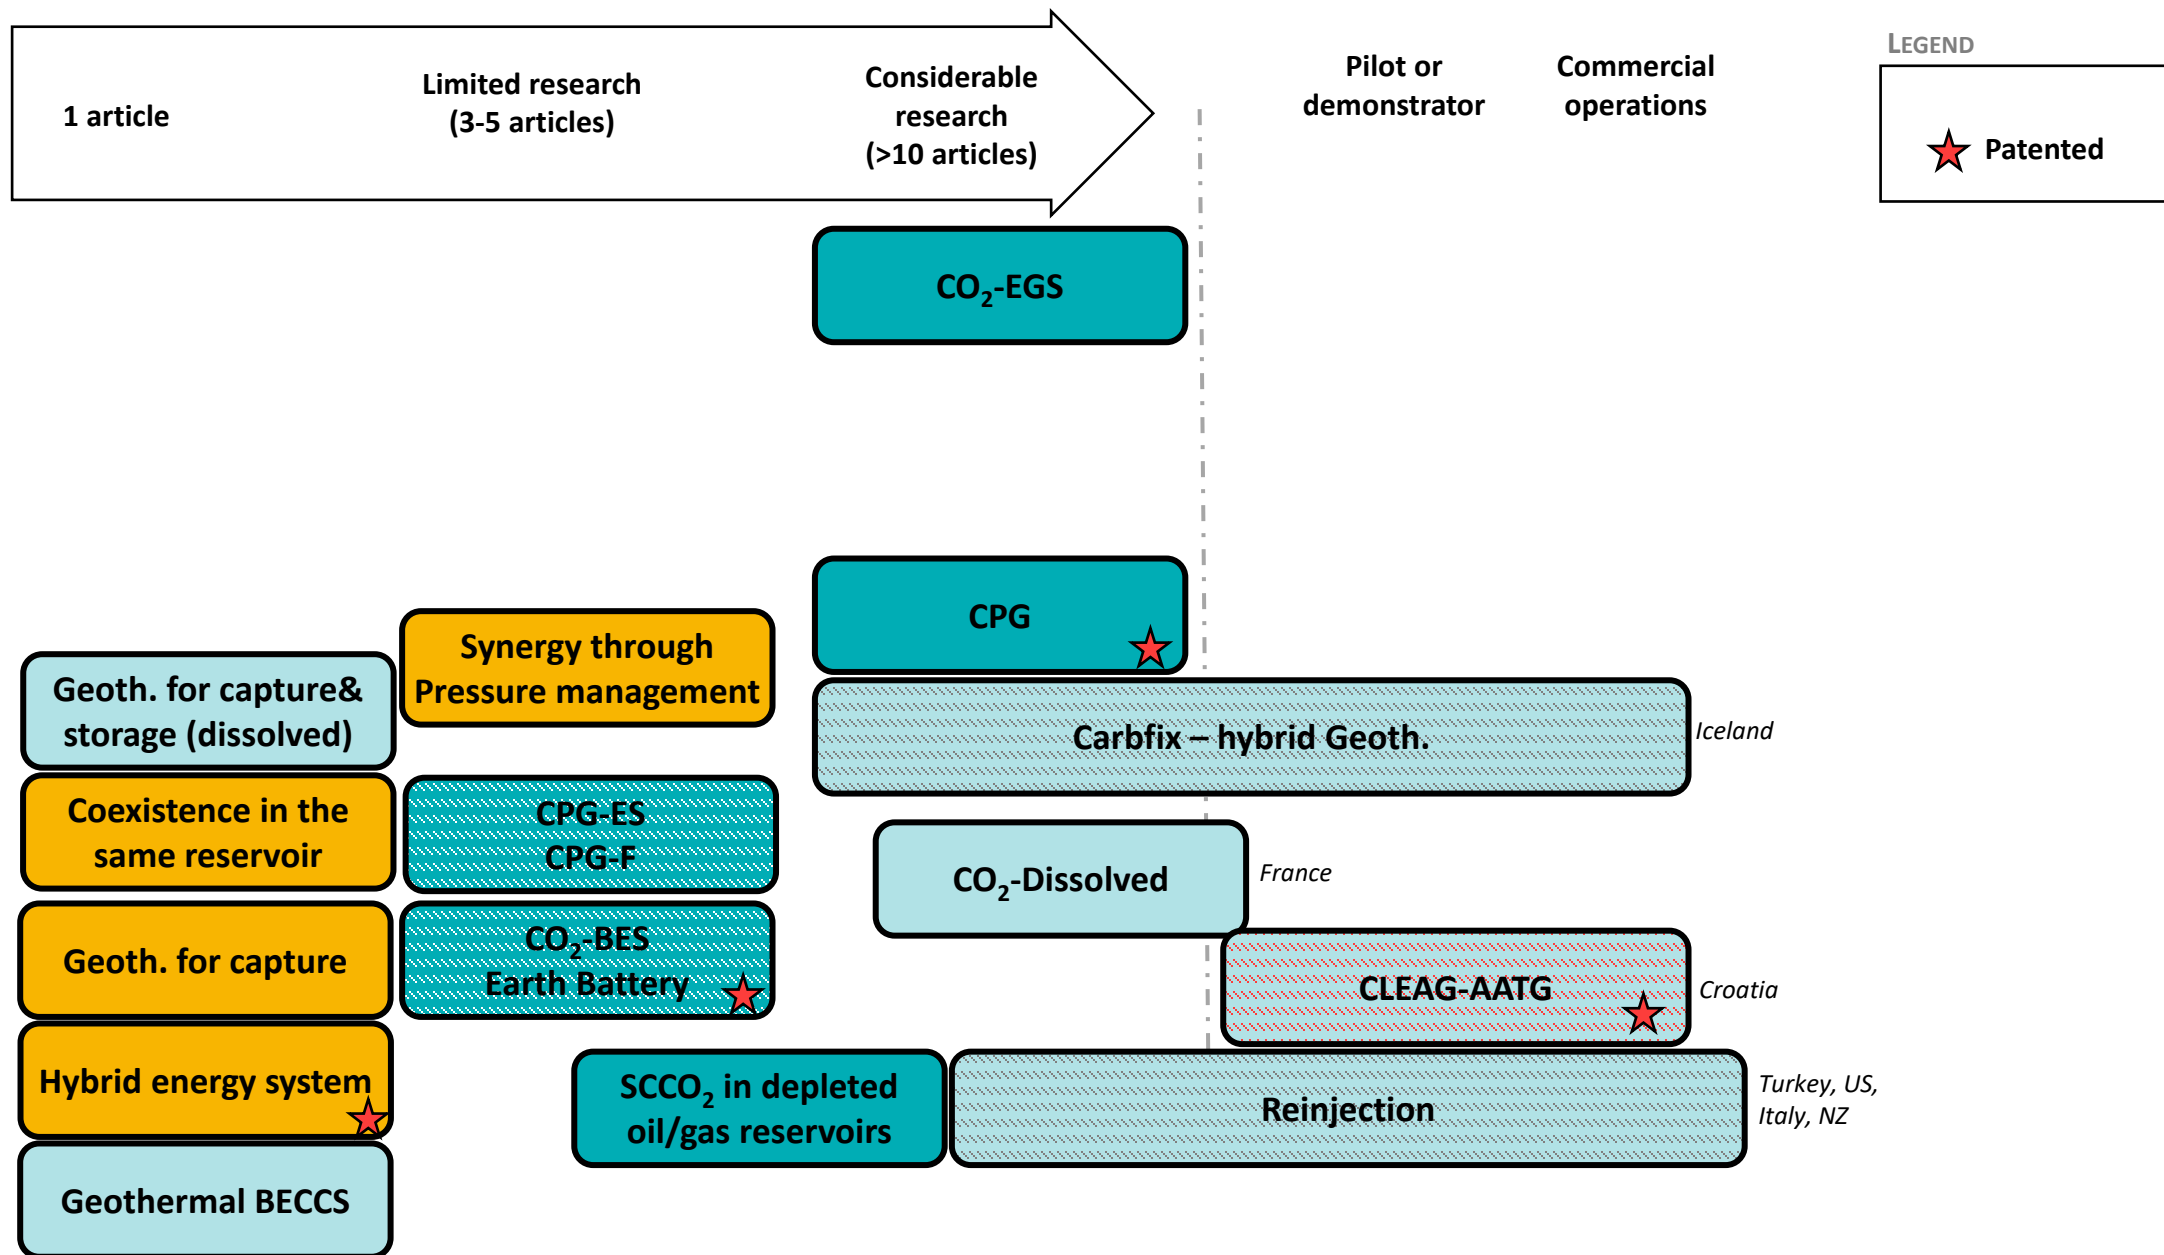 1 article
Limited research
(3-5 articles)
Considerable
research
(>10 articles)
Pilot or
demonstrator
Commercial
operations
LEGEND
Patented
CO₂-EGS
CPG
Synergy through
Pressure management
Geoth. for capture&
storage (dissolved)
Carbfix – hybrid Geoth.
Iceland
Coexistence in the
same reservoir
CPG-ES
CPG-F
CO₂-Dissolved
France
Geoth. for capture
CO₂-BES
Earth Battery
CLEAG-AATG
Croatia
Hybrid energy system
SCCO₂ in depleted
oil/gas reservoirs
Reinjection
Turkey, US,
Italy, NZ
Geothermal BECCS